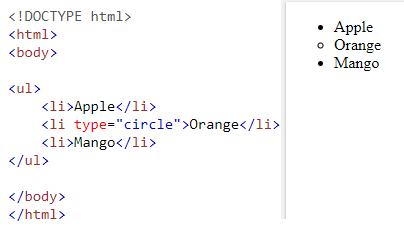 <!DOCTYPE html>
<html>
<body>
<ul>
<li>Apple</li>
<li type="circle">Orange</li>
<li>Mango</li>
</ul>
</body>
</html>
Apple
Orange
Mango